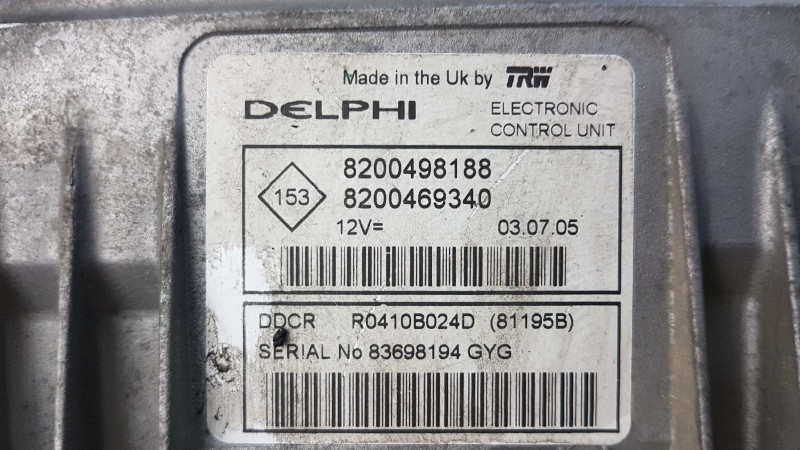 Made in the Uk by TRW
DELPHI
ELECTRONIC
CONTROL UNIT
153
8200498188
8200469340
12V= 03.07.05
DDCR R0410B024D (81195B)
SERIAL No 83698194 GYG